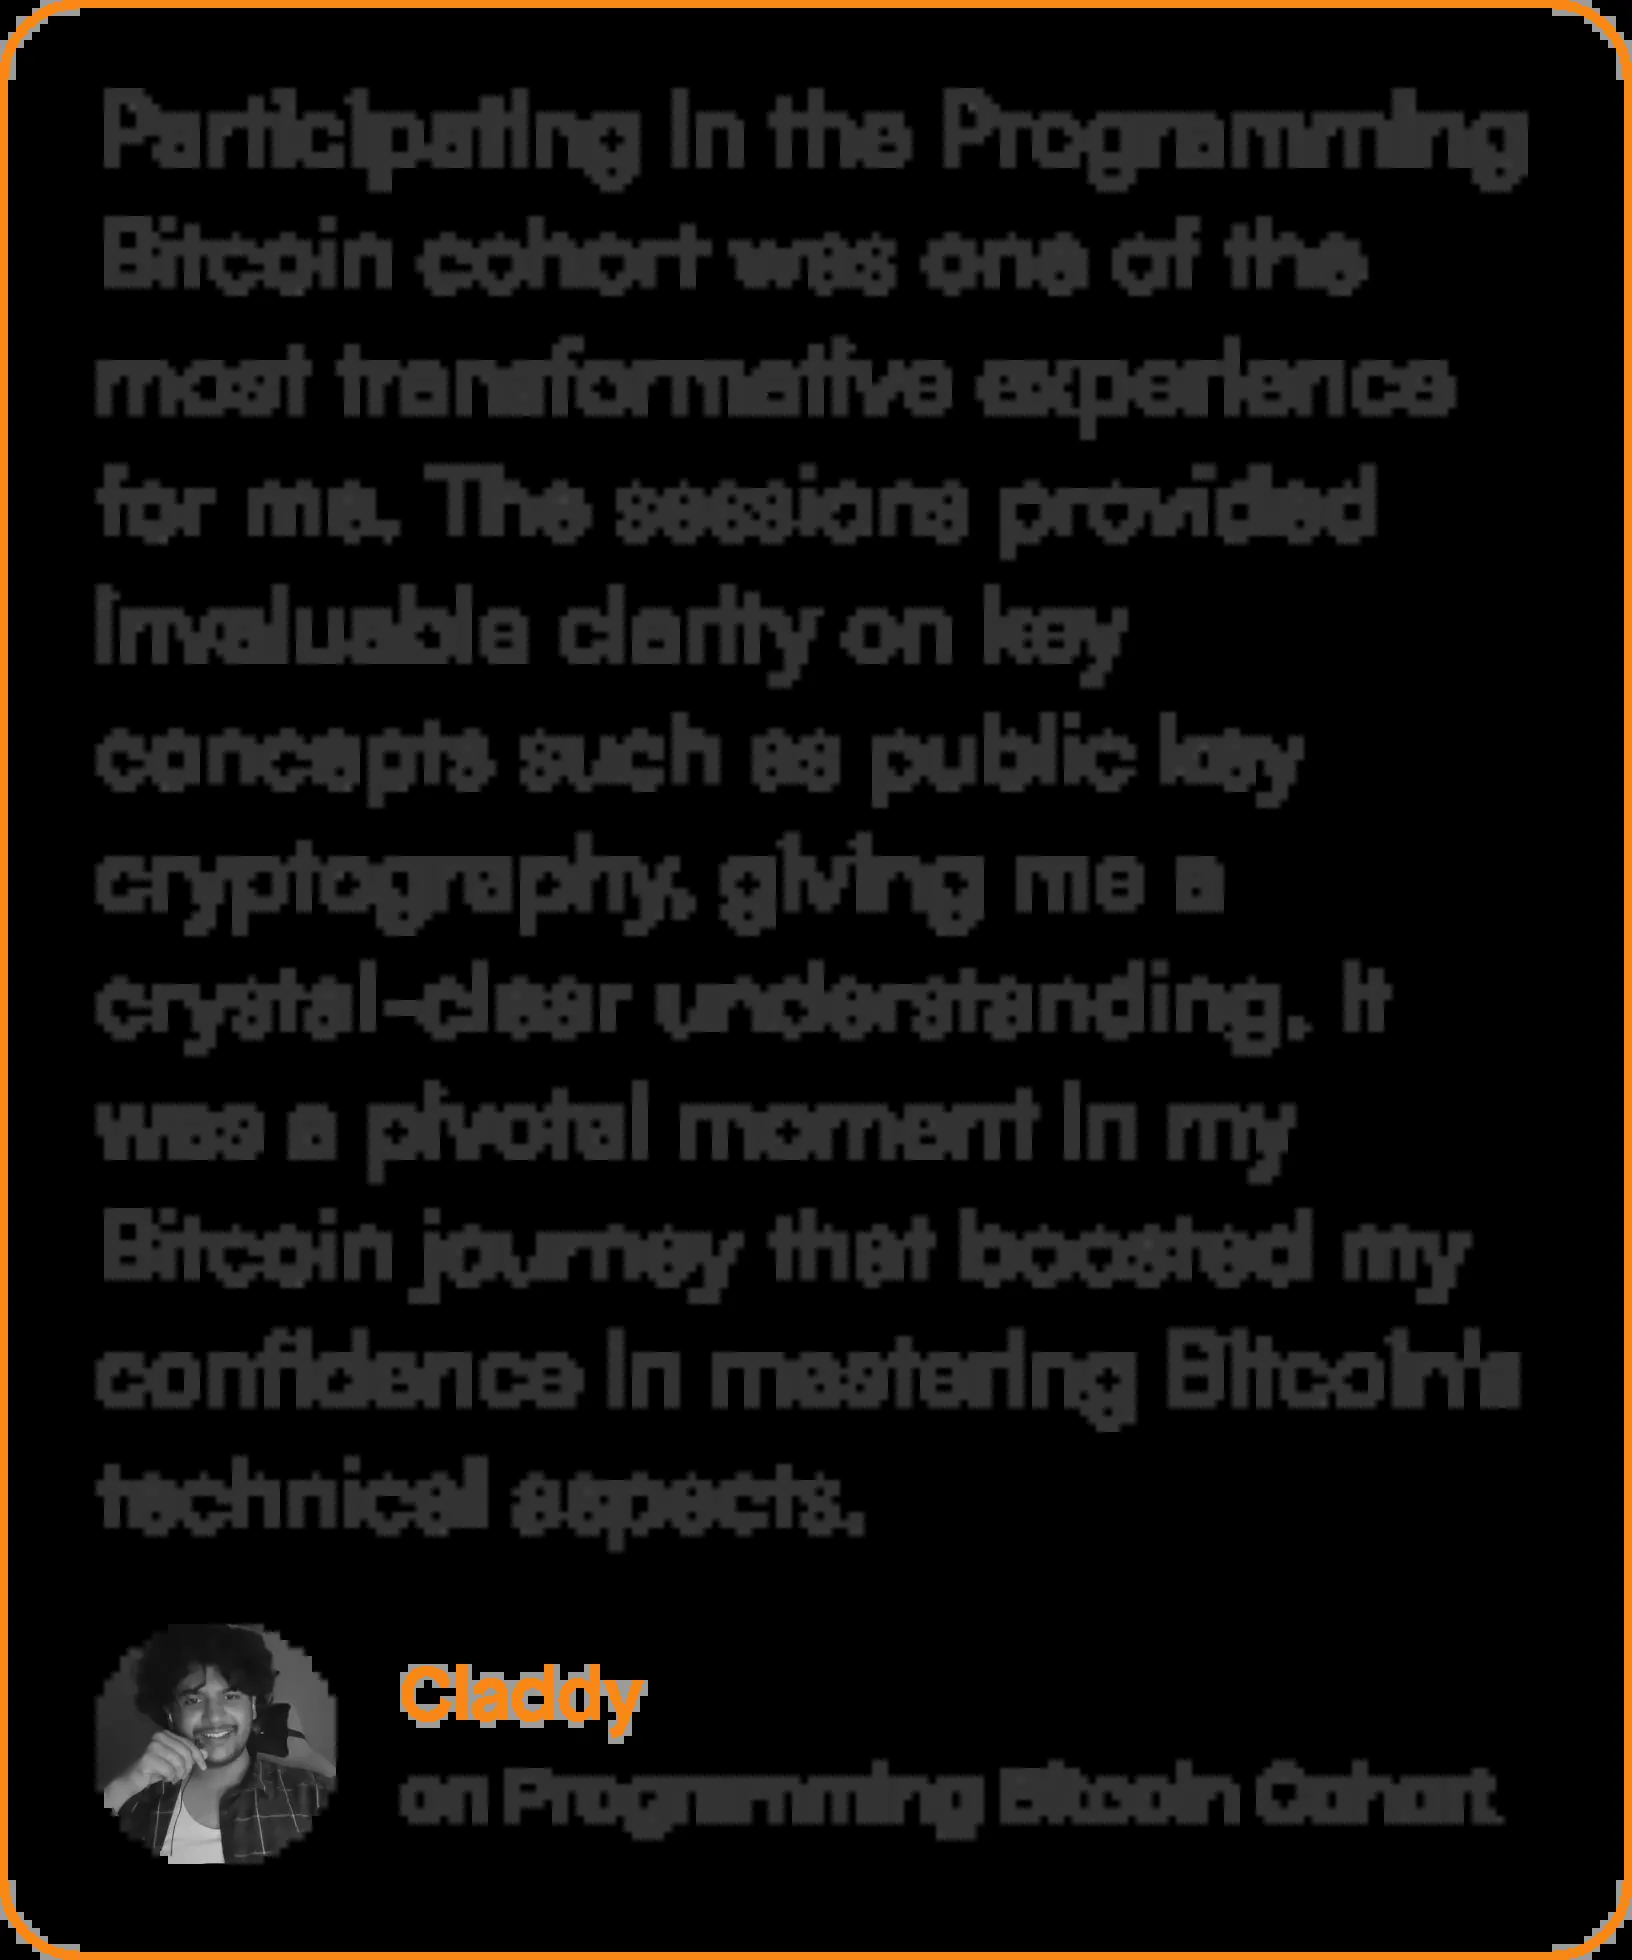 Participating in the Programming
Bitcoin cohort was one of the
most transformative experience
for me. The sessions provided
invaluable clarity on key
concepts such as public key
cryptography, giving me a
crystal-clear understanding. It
was a pivotal moment in my
Bitcoin journey that boosted my
confidence in mastering Bitcoin's
technical aspects.
Claddy
on Programming Bitcoin Cohort